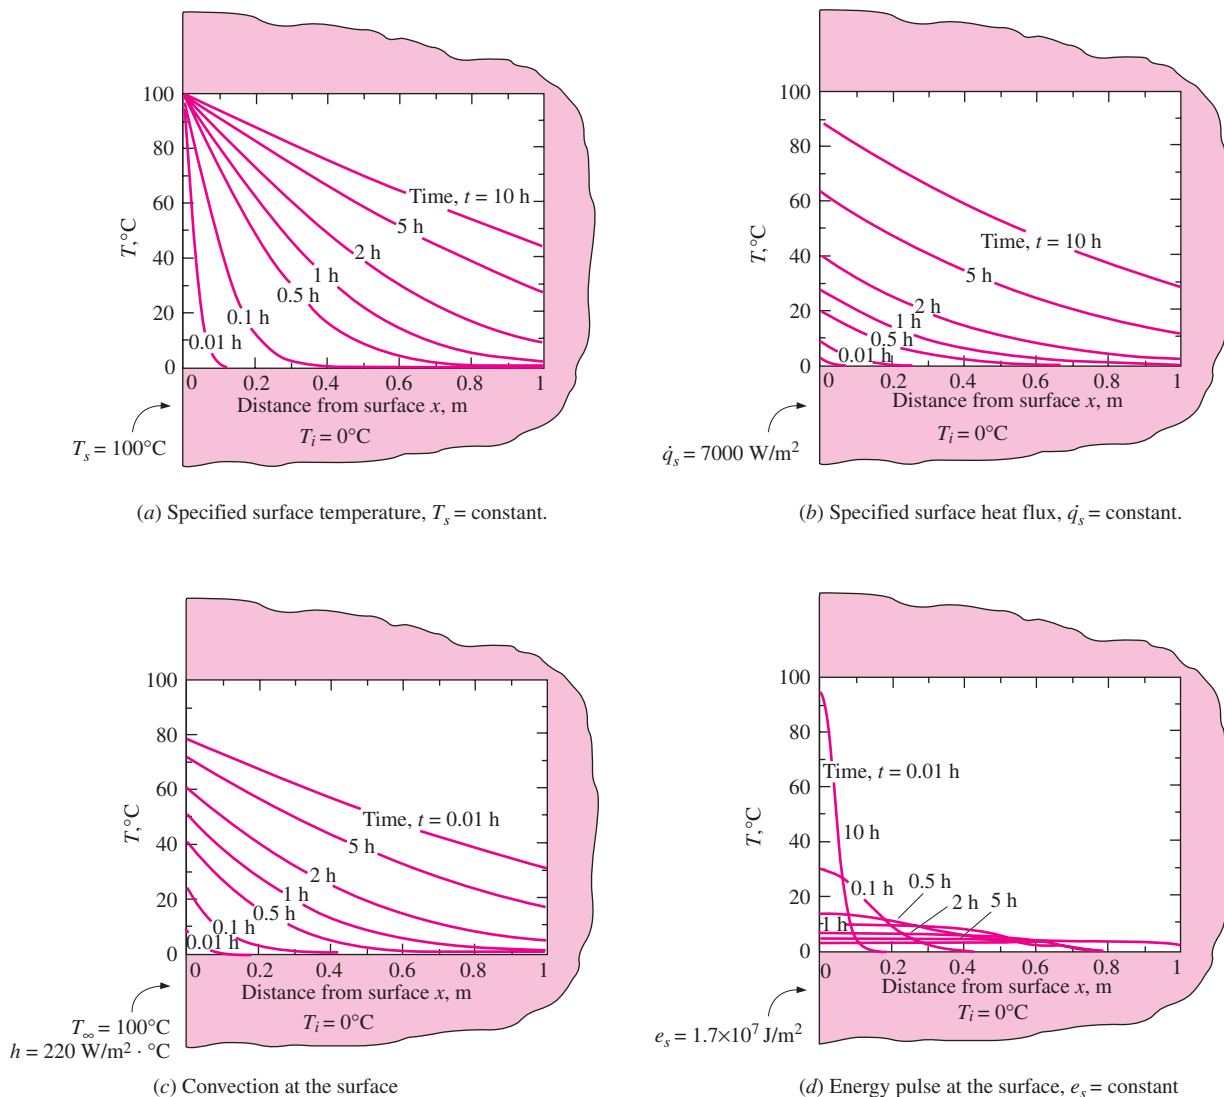 100
80
60
40
20
0
T,°C
Time, t = 10 h
5 h
2 h
1 h
0.5 h
0.1 h
0.01 h
0 0.2 0.4 0.6 0.8 1
Distance from surface x, m
T_i = 0°C
T_s = 100°C
(a) Specified surface temperature, T_s = constant.
100
80
60
40
20
0
T,°C
Time, t = 10 h
5 h
2 h
1 h
0.5 h
0.01 h
0 0.2 0.4 0.6 0.8 1
Distance from surface x, m
T_i = 0°C
q̇_s = 7000 W/m²
(b) Specified surface heat flux, q̇_s = constant.
100
80
60
40
20
0
T,°C
Time, t = 0.01 h
5 h
2 h
1 h
0.5 h
0.1 h
0.01 h
0 0.2 0.4 0.6 0.8 1
Distance from surface x, m
T_i = 0°C
T_∞ = 100°C
h = 220 W/m² · °C
(c) Convection at the surface
100
80
60
40
20
0
T,°C
Time, t = 0.01 h
10 h
0.1 h
0.5 h
2 h
5 h
1 h
0 0.2 0.4 0.6 0.8 1
Distance from surface x, m
T_i = 0°C
e_s = 1.7×10⁷ J/m²
(d) Energy pulse at the surface, e_s = constant